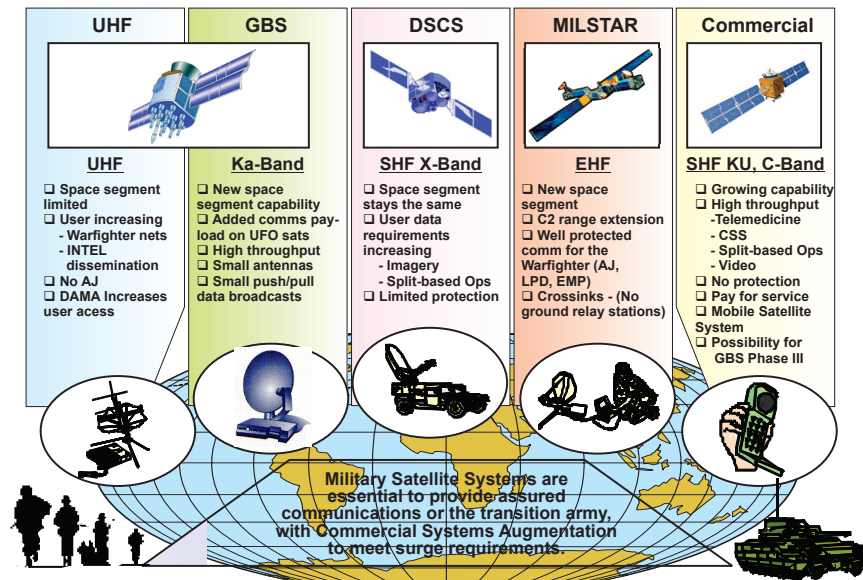 UHF
UHF
❑ Space segment
limited
❑ User increasing
- Warfighter nets
- INTEL
dissemination
❑ No AJ
❑ DAMA Increases
user acess
GBS
Ka-Band
❑ New space
segment capability
❑ Added comms pay-
load on UFO sats
❑ High throughput
❑ Small antennas
❑ Small push/pull
data broadcasts
DSCS
SHF X-Band
❑ Space segment
stays the same
❑ User data
requirements
increasing
- Imagery
- Split-based Ops
❑ Limited protection
MILSTAR
EHF
❑ New space
segment
❑ C2 range extension
❑ Well protected
comm for the
Warfighter (AJ,
LPD, EMP)
❑ Crossinks - (No
ground relay stations)
Commercial
SHF KU, C-Band
❑ Growing capability
❑ High throughput
-Telemedicine
- CSS
- Split-based Ops
- Video
❑ No protection
❑ Pay for service
❑ Mobile Satellite
System
❑ Possibility for
GBS Phase III
Military Satellite Systems are
essential to provide assured
communications or the transition army,
with Commercial Systems Augmentation
to meet surge requirements.